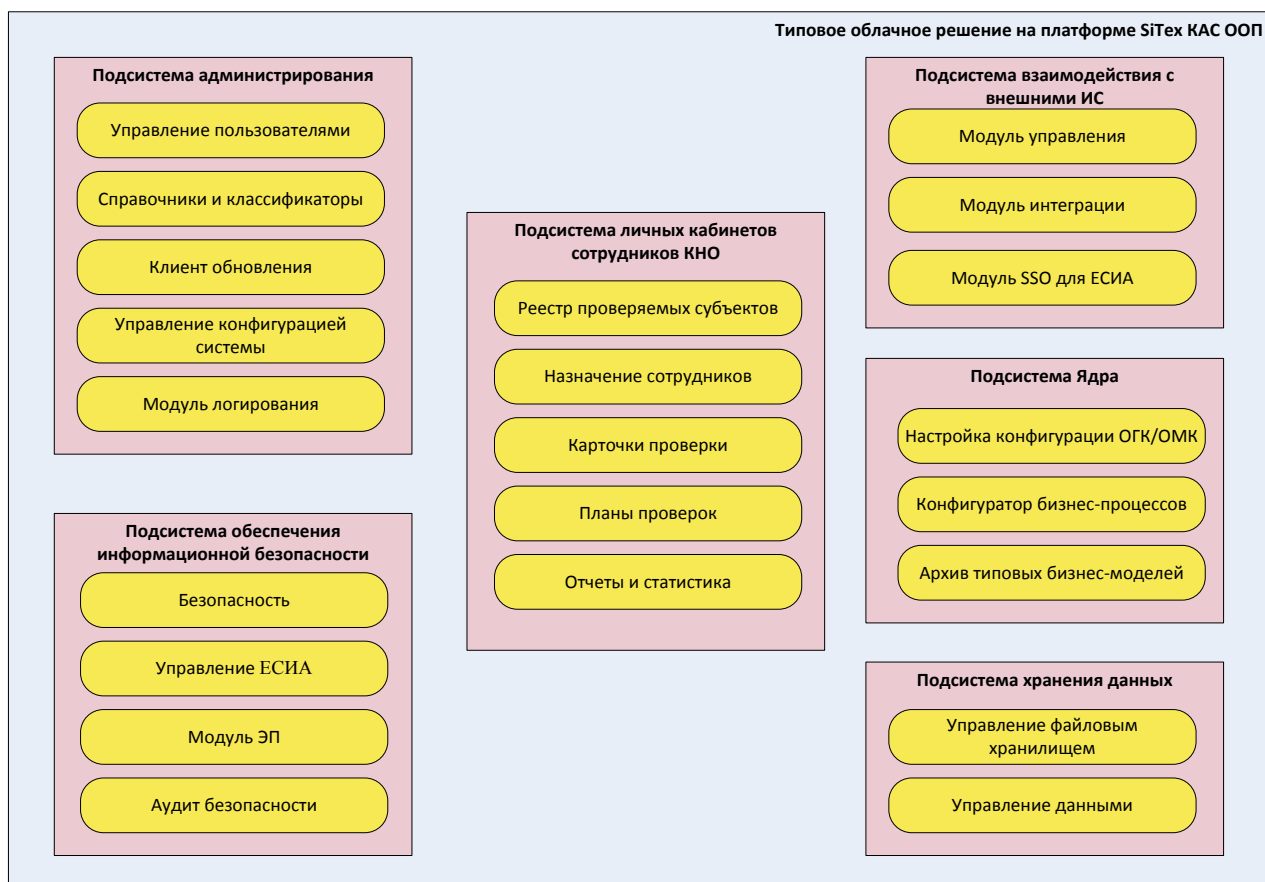 Типовое облачное решение на платформе SiTex КАС ООП
Подсистема администрирования
Управление пользователями
Справочники и классификаторы
Клиент обновления
Управление конфигурацией
системы
Модуль логирования
Подсистема обеспечения
информационной безопасности
Безопасность
Управление ЕСИА
Модуль ЭП
Аудит безопасности
Подсистема личных кабинетов
сотрудников КНО
Реестр проверяемых субъектов
Назначение сотрудников
Карточки проверки
Планы проверок
Отчеты и статистика
Подсистема взаимодействия с
внешними ИС
Модуль управления
Модуль интеграции
Модуль SSO для ЕСИА
Подсистема Ядра
Настройка конфигурации ОГК/ОМК
Конфигуратор бизнес-процессов
Архив типовых бизнес-моделей
Подсистема хранения данных
Управление файловым
хранилищем
Управление данными